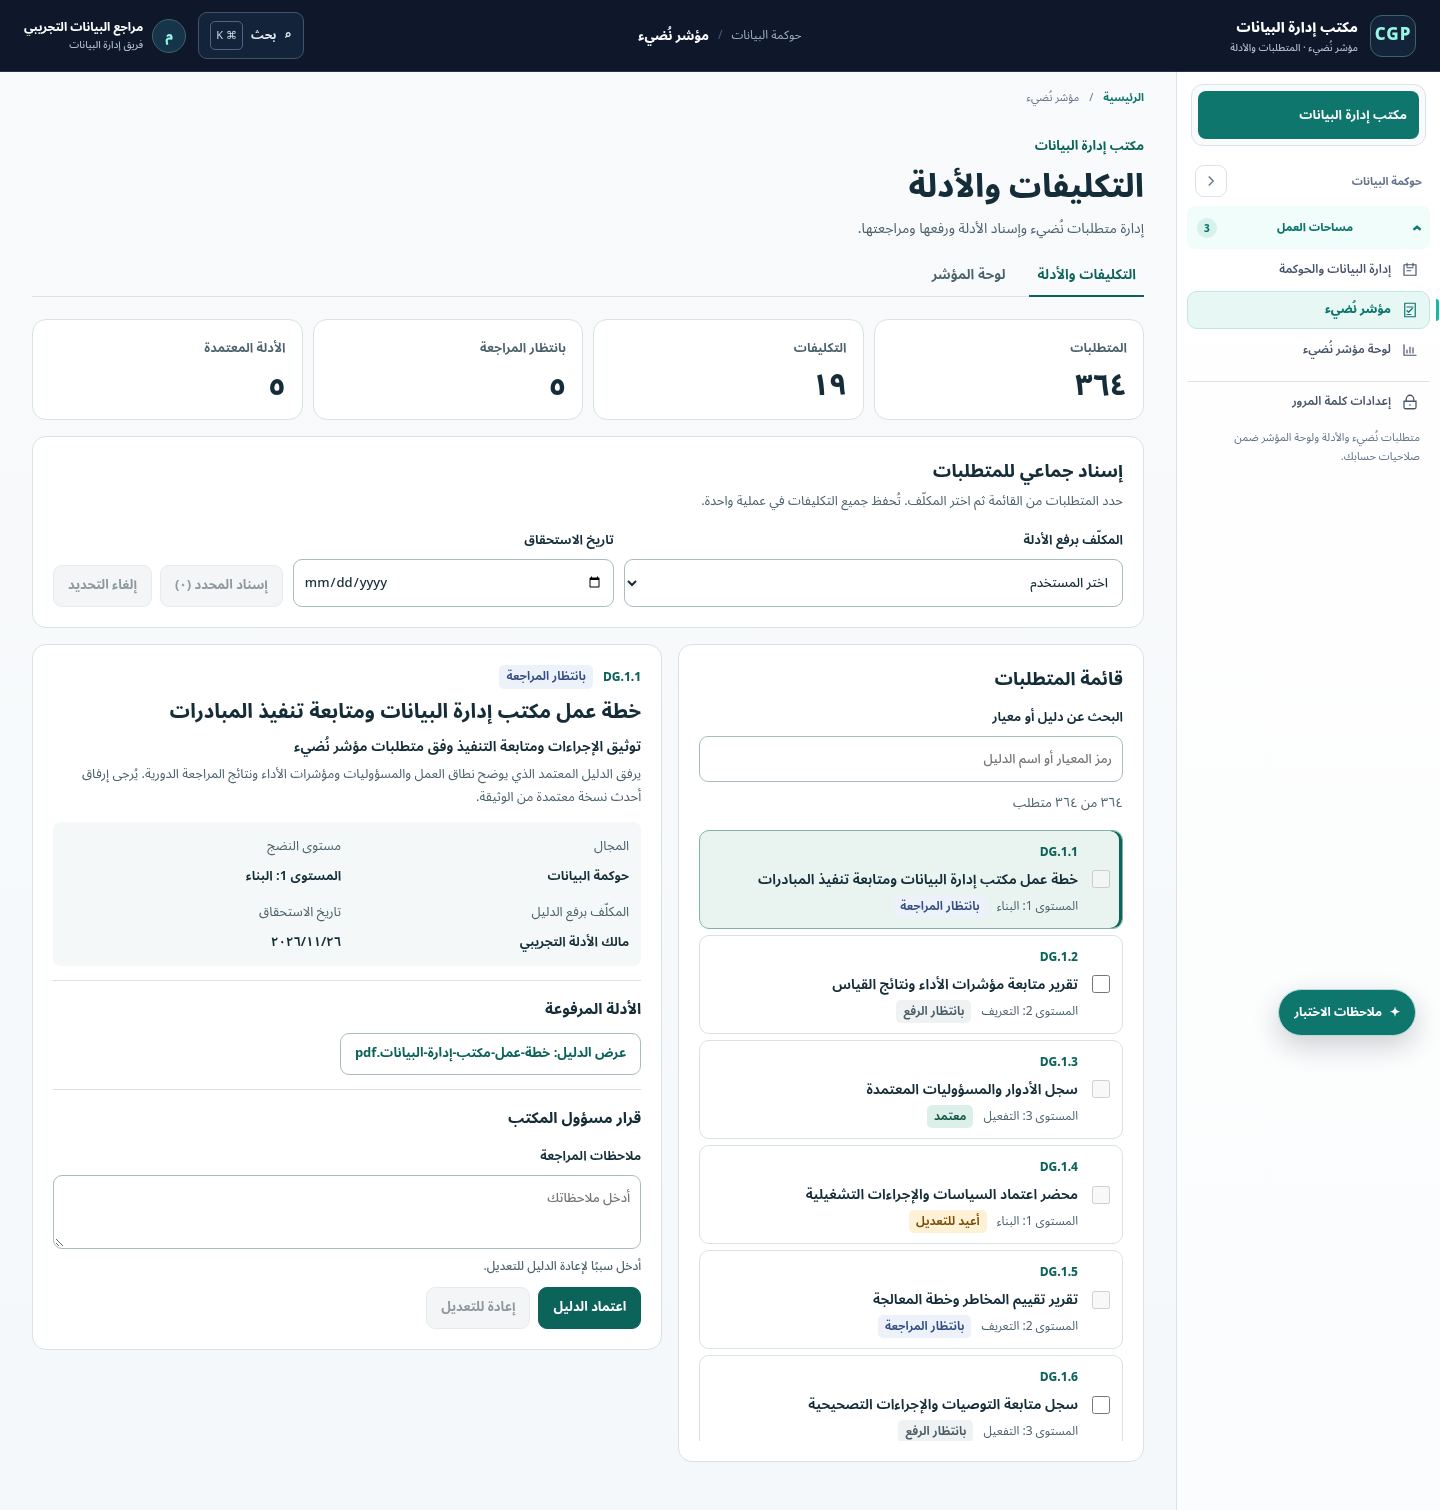 CGP
مكتب إدارة البيانات
مؤشر نُضيء · المتطلبات والأدلة
حوكمة البيانات / مؤشر نُضيء
بحث
⌘ K
م
مراجع البيانات التجريبي
فريق إدارة البيانات
مكتب إدارة البيانات
حوكمة البيانات
مساحات العمل
3
إدارة البيانات والحوكمة
مؤشر نُضيء
لوحة مؤشر نُضيء
إعدادات كلمة المرور
متطلبات نُضيء والأدلة ولوحة المؤشر ضمن
صلاحيات حسابك.
الرئيسية / مؤشر نُضيء
مكتب إدارة البيانات
التكليفات والأدلة
إدارة متطلبات نُضيء وإسناد الأدلة ورفعها ومراجعتها.
التكليفات والأدلة
لوحة المؤشر
المتطلبات
٣٦٤
التكليفات
١٩
بانتظار المراجعة
٥
الأدلة المعتمدة
٥
إسناد جماعي للمتطلبات
حدد المتطلبات من القائمة ثم اختر المكلّف. تُحفظ جميع التكليفات في عملية واحدة.
المكلّف برفع الأدلة
اختر المستخدم
تاريخ الاستحقاق
mm/dd/yyyy
إسناد المحدد (٠)
إلغاء التحديد
قائمة المتطلبات
البحث عن دليل أو معيار
رمز المعيار أو اسم الدليل
٣٦٤ من ٣٦٤ متطلب
DG.1.1
خطة عمل مكتب إدارة البيانات ومتابعة تنفيذ المبادرات
المستوى 1: البناء بانتظار المراجعة
DG.1.2
تقرير متابعة مؤشرات الأداء ونتائج القياس
المستوى 2: التعريف بانتظار الرفع
DG.1.3
سجل الأدوار والمسؤوليات المعتمدة
المستوى 3: التفعيل معتمد
DG.1.4
محضر اعتماد السياسات والإجراءات التشغيلية
المستوى 1: البناء أعيد للتعديل
DG.1.5
تقرير تقييم المخاطر وخطة المعالجة
المستوى 2: التعريف بانتظار المراجعة
DG.1.6
سجل متابعة التوصيات والإجراءات التصحيحية
المستوى 3: التفعيل بانتظار الرفع
DG.1.1 بانتظار المراجعة
خطة عمل مكتب إدارة البيانات ومتابعة تنفيذ المبادرات
توثيق الإجراءات ومتابعة التنفيذ وفق متطلبات مؤشر نُضيء
يرفق الدليل المعتمد الذي يوضح نطاق العمل والمسؤوليات ومؤشرات الأداء ونتائج المراجعة الدورية. يُرجى إرفاق
أحدث نسخة معتمدة من الوثيقة.
المجال
حوكمة البيانات
مستوى النضج
المستوى 1: البناء
المكلّف برفع الدليل
مالك الأدلة التجريبي
تاريخ الاستحقاق
٢٠٢٦/١١/٢٦
الأدلة المرفوعة
عرض الدليل: خطة-عمل-مكتب-إدارة-البيانات.pdf
قرار مسؤول المكتب
ملاحظات المراجعة
أدخل ملاحظاتك
أدخل سببًا لإعادة الدليل للتعديل.
اعتماد الدليل
إعادة للتعديل
ملاحظات الاختبار